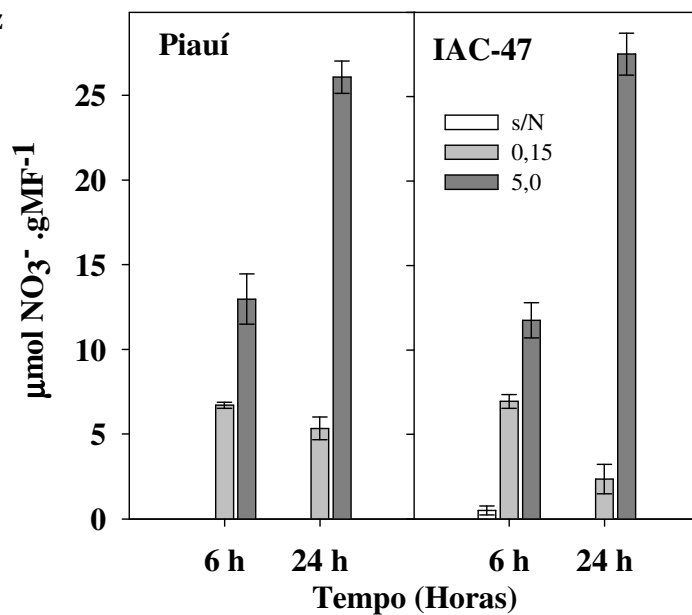 z
Piauí
IAC-47
s/N
0,15
5,0
25
20
15
10
5
0
µmol NO3- .gMF-1
6 h 24 h 6 h 24 h
Tempo (Horas)